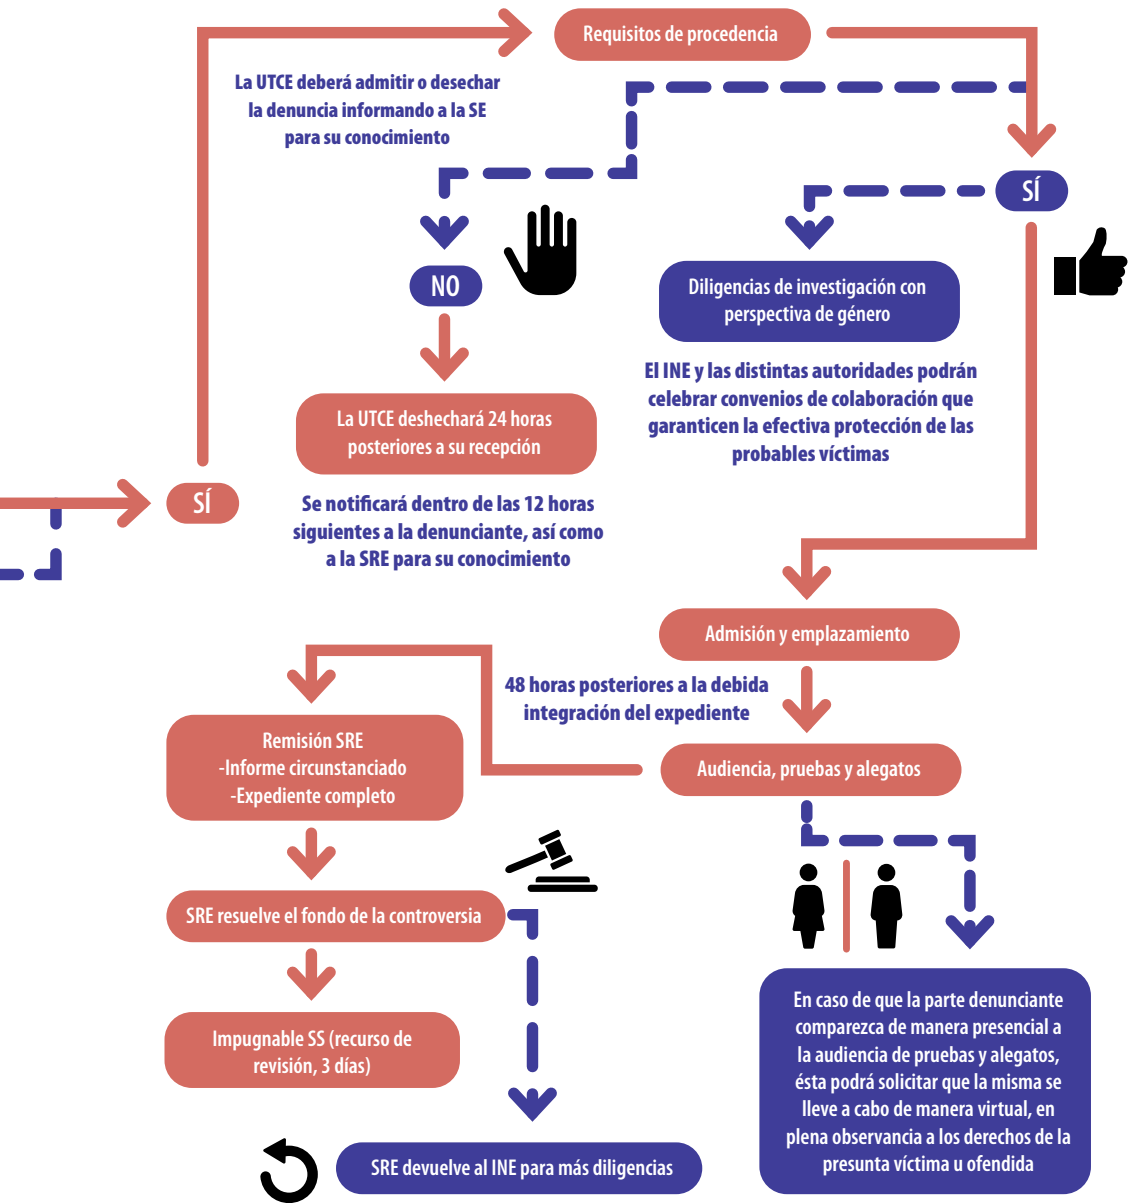 Requisitos de procedencia
La UTCE deberá admitir o desechar
la denuncia informando a la SE
para su conocimiento
SÍ
NO
Diligencias de investigación con
perspectiva de género
El INE y las distintas autoridades podrán
celebrar convenios de colaboración que
garanticen la efectiva protección de las
probables víctimas
La UTCE deshechará 24 horas
posteriores a su recepción
SÍ
Se notificará dentro de las 12 horas
siguientes a la denunciante, así como
a la SRE para su conocimiento
Admisión y emplazamiento
48 horas posteriores a la debida
integración del expediente
Audiencia, pruebas y alegatos
Remisión SRE
-Informe circunstanciado
-Expediente completo
SRE resuelve el fondo de la controversia
Impugnable SS (recurso de
revisión, 3 días)
En caso de que la parte denunciante
comparezca de manera presencial a
la audiencia de pruebas y alegatos,
ésta podrá solicitar que la misma se
lleve a cabo de manera virtual, en
plena observancia a los derechos de la
presunta víctima u ofendida
SRE devuelve al INE para más diligencias